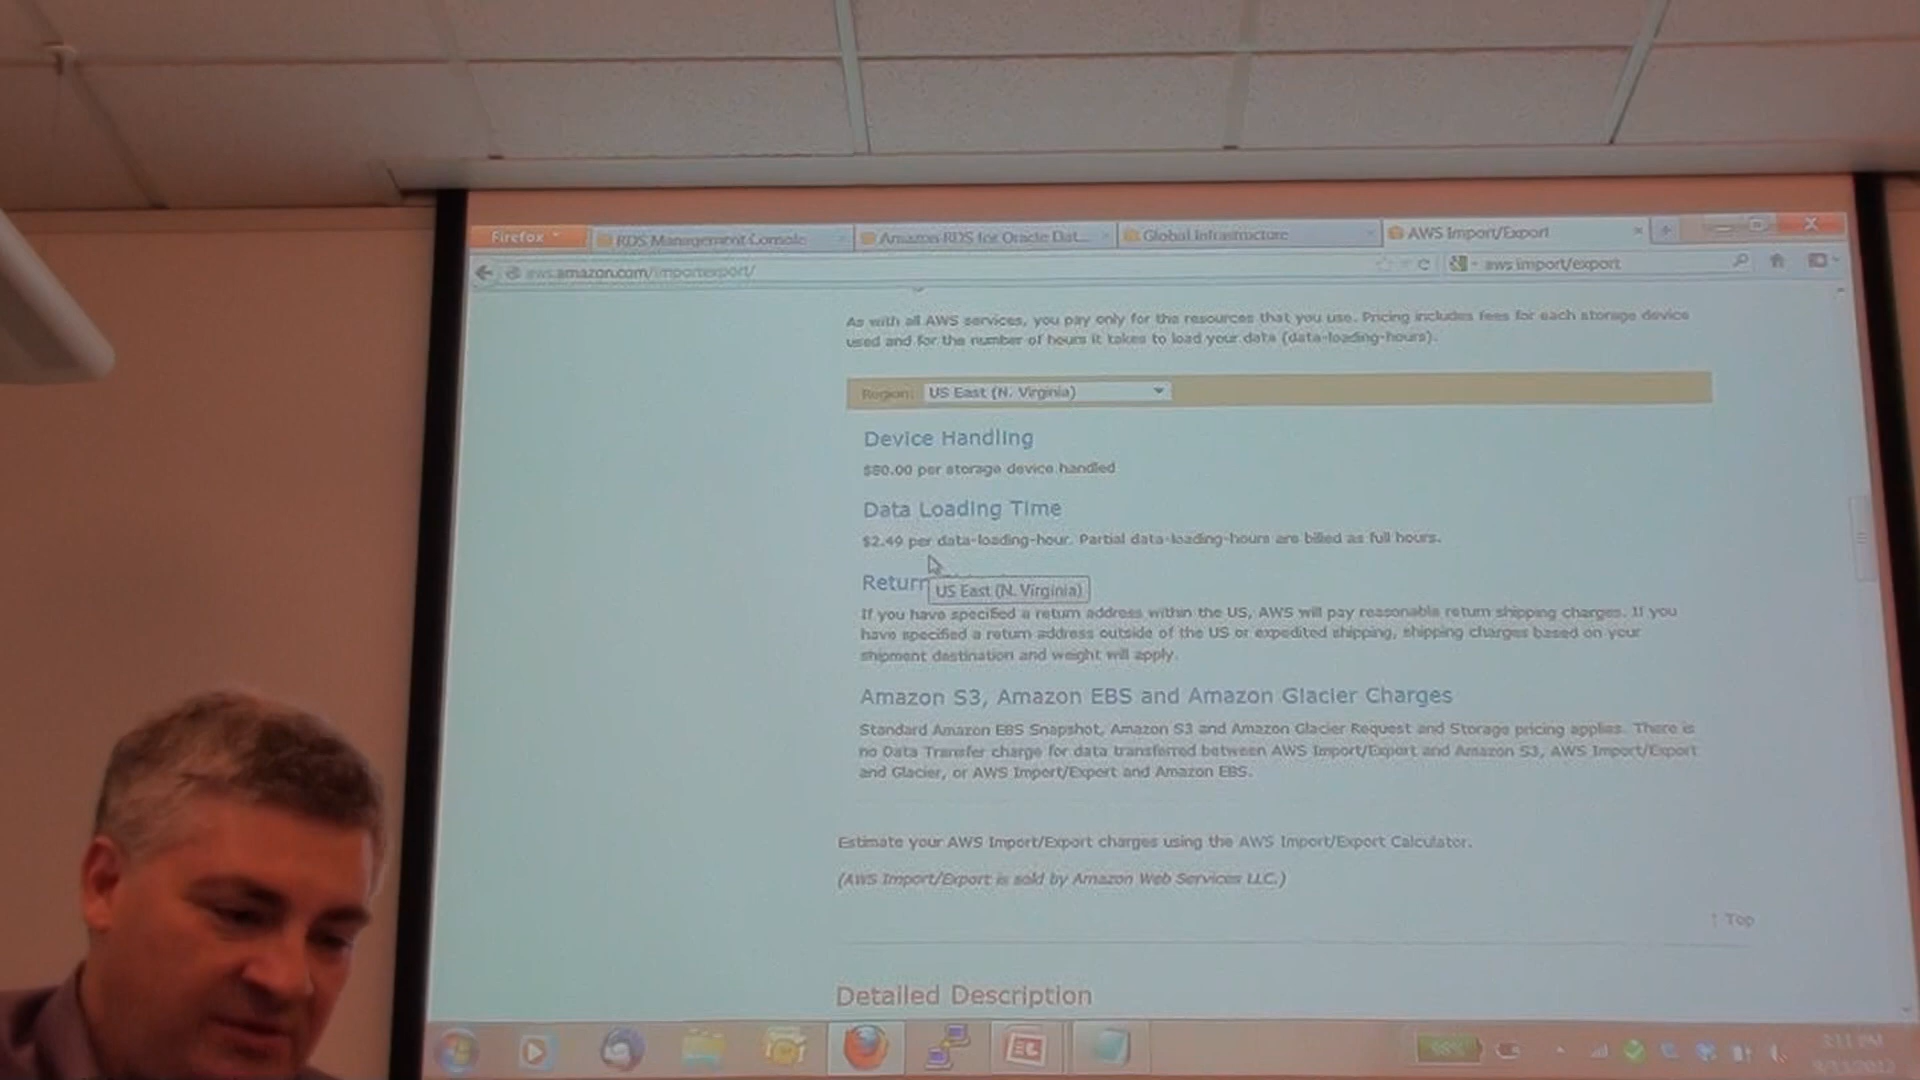 Firefox
RDS Management Console
Amazon RDS for Oracle Dat...
Global Infrastructure
AWS Import/Export
aws.amazon.com/importexport/
aws import/export
As with all AWS services, you pay only for the resources that you use. Pricing includes fees for each storage device
used and for the number of hours it takes to load your data (data-loading-hours).
Region: US East (N. Virginia)
Device Handling
$80.00 per storage device handled
Data Loading Time
$2.49 per data-loading-hour. Partial data-loading-hours are billed as full hours.
Return
US East (N. Virginia)
If you have specified a return address within the US, AWS will pay reasonable return shipping charges. If you
have specified a return address outside of the US or expedited shipping, shipping charges based on your
shipment destination and weight will apply.
Amazon S3, Amazon EBS and Amazon Glacier Charges
Standard Amazon EBS Snapshot, Amazon S3 and Amazon Glacier Request and Storage pricing applies. There is
no Data Transfer charge for data transferred between AWS Import/Export and Amazon S3, AWS Import/Export
and Glacier, or AWS Import/Export and Amazon EBS.
Estimate your AWS Import/Export charges using the AWS Import/Export Calculator.
(AWS Import/Export is sold by Amazon Web Services LLC.)
↑ Top
Detailed Description
3:11 PM